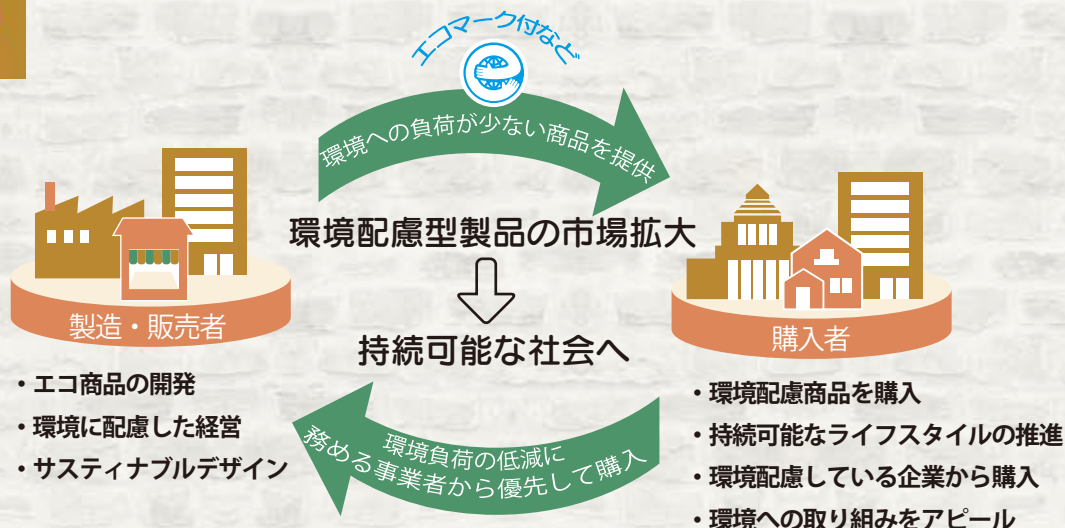 エコマーク付など
環境への負荷が少ない商品を提供
環境配慮型製品の市場拡大
持続可能な社会へ
製造・販売者
・エコ商品の開発
・環境に配慮した経営
・サスティナブルデザイン
購入者
・環境配慮商品を購入
・持続可能なライフスタイルの推進
・環境配慮している企業から購入
・環境への取り組みをアピール
環境負荷の低減に
務める事業者から優先して購入